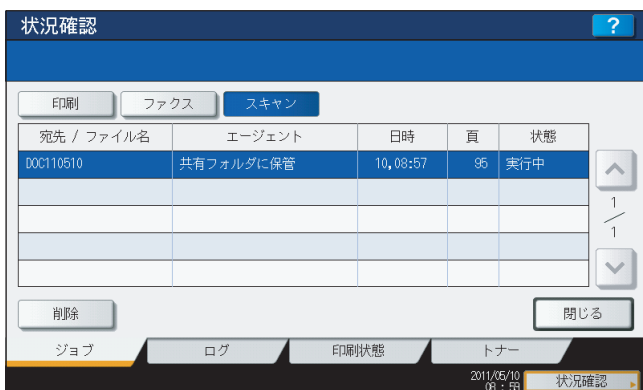 状況確認 ?
印刷 ファクス スキャン
宛先 / ファイル名 エージェント 日時 頁 状態
DOC110510 共有フォルダに保管 10,08:57 95 実行中
1
1
削除 閉じる
ジョブ ログ 印刷状態 トナー
2011/05/10
08 : 59 状況確認